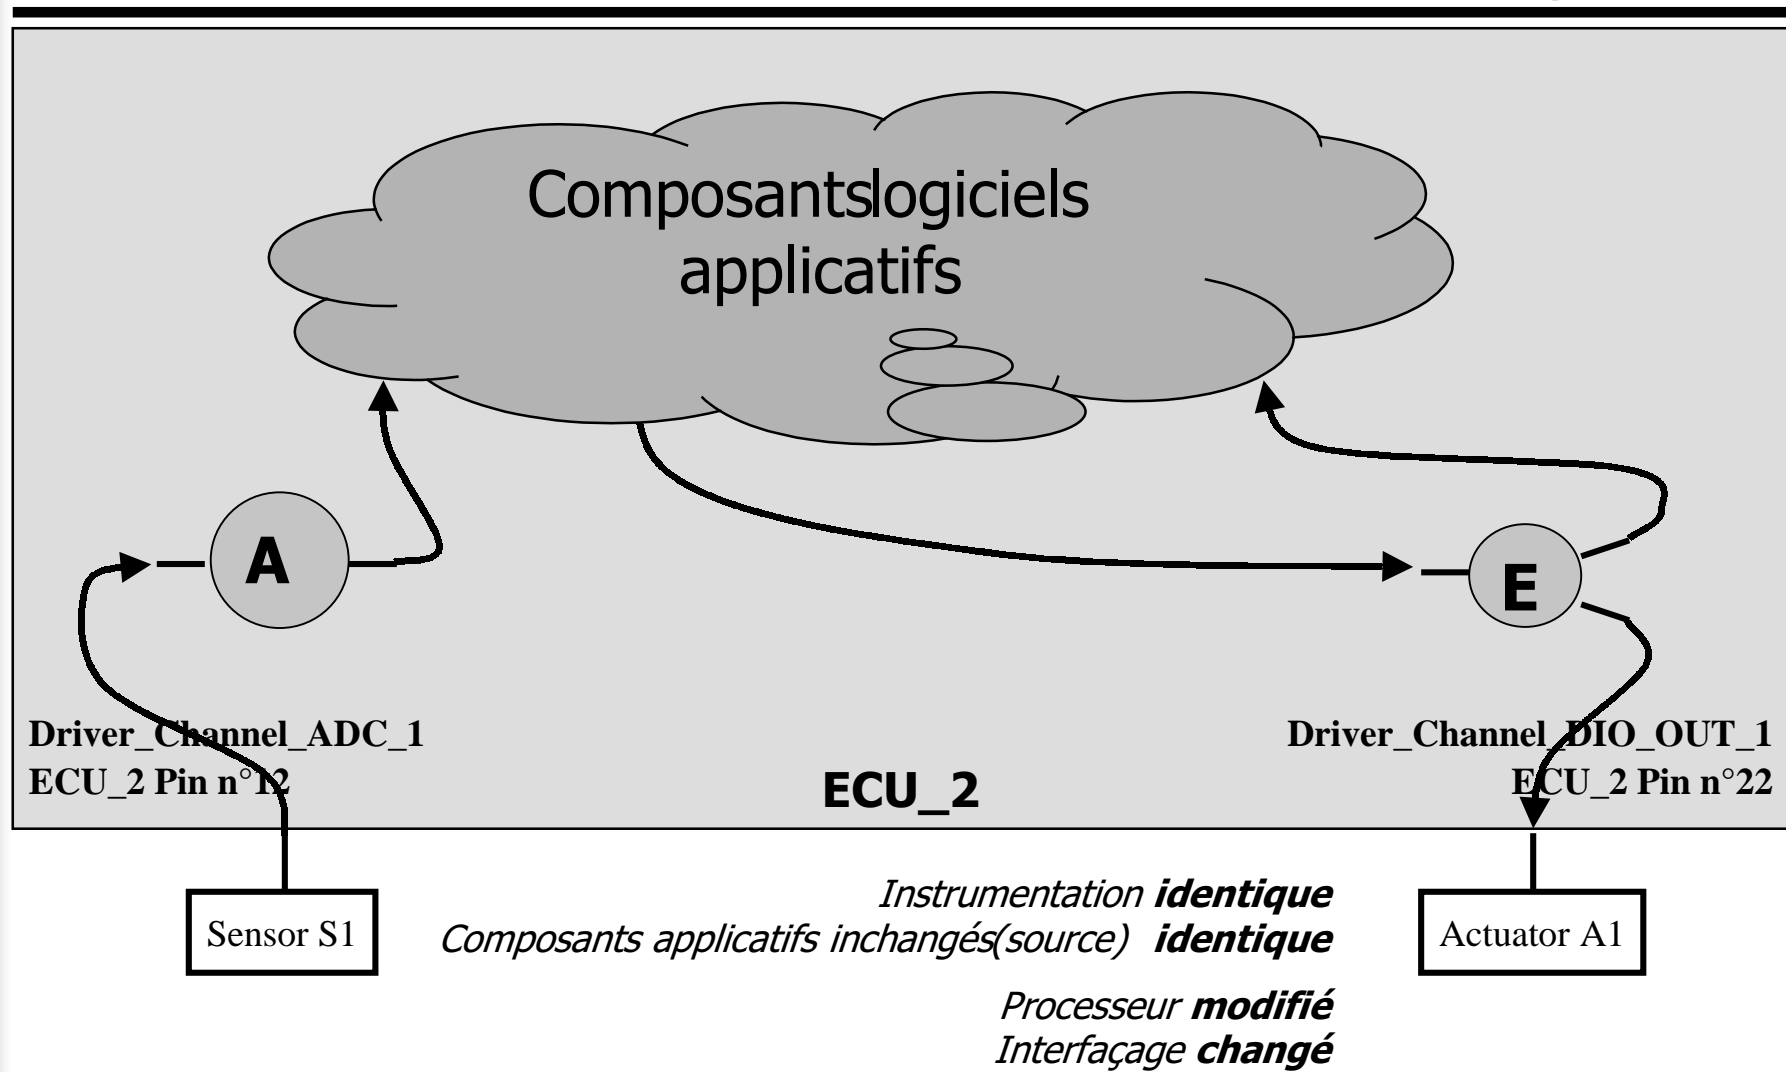 Composantslogiciels
applicatifs
A
E
Driver_Channel_ADC_1
ECU_2 Pin n°12
Driver_Channel_DIO_OUT_1
ECU_2 Pin n°22
ECU_2
Sensor S1
Actuator A1
Instrumentation identique
Composants applicatifs inchangés(source) identique
Processeur modifié
Interfaçage changé